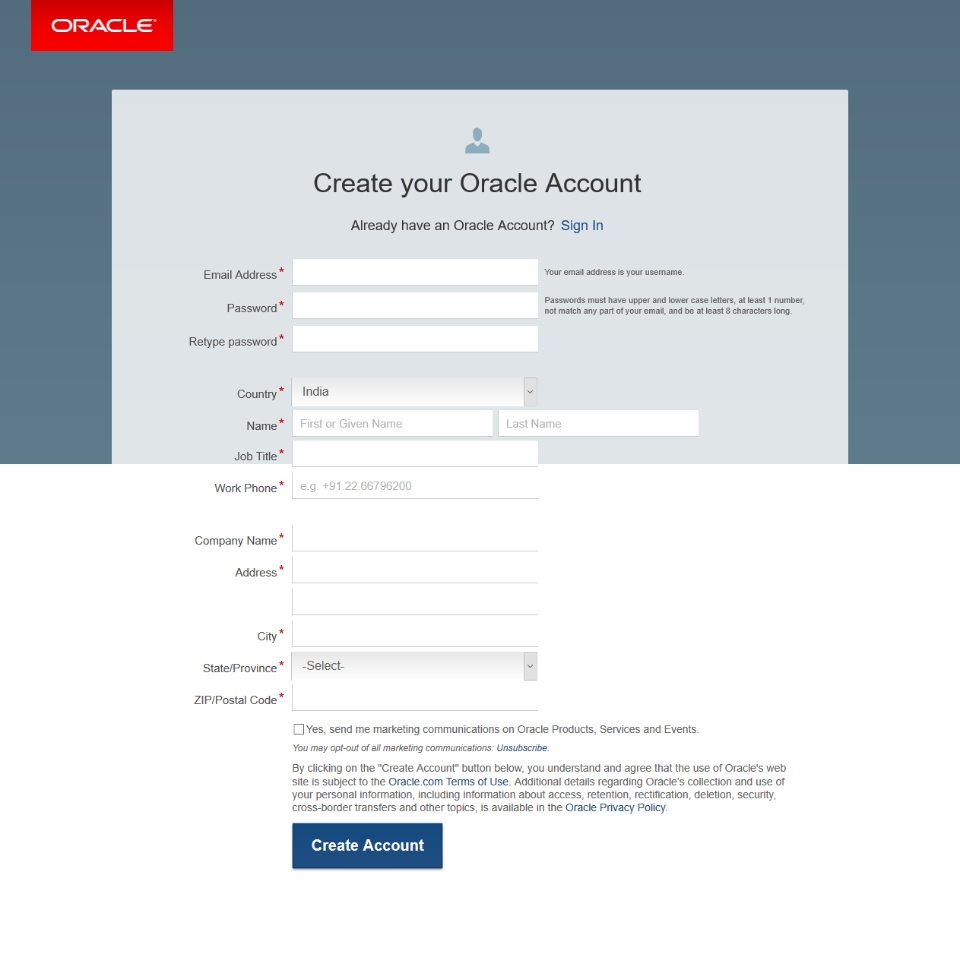 ORACLE
Create your Oracle Account
Already have an Oracle Account? Sign In
Email Address * Your email address is your username.
Password * Passwords must have upper and lower case letters, at least 1 number,
not match any part of your email, and be at least 8 characters long.
Retype password *
Country * India
Name * First or Given Name Last Name
Job Title *
Work Phone * e.g. +91.22.66796200
Company Name *
Address *
City *
State/Province * -Select-
ZIP/Postal Code *
Yes, send me marketing communications on Oracle Products, Services and Events.
You may opt-out of all marketing communications: Unsubscribe.
By clicking on the "Create Account" button below, you understand and agree that the use of Oracle's web
site is subject to the Oracle.com Terms of Use. Additional details regarding Oracle's collection and use of
your personal information, including information about access, retention, rectification, deletion, security,
cross-border transfers and other topics, is available in the Oracle Privacy Policy.
Create Account